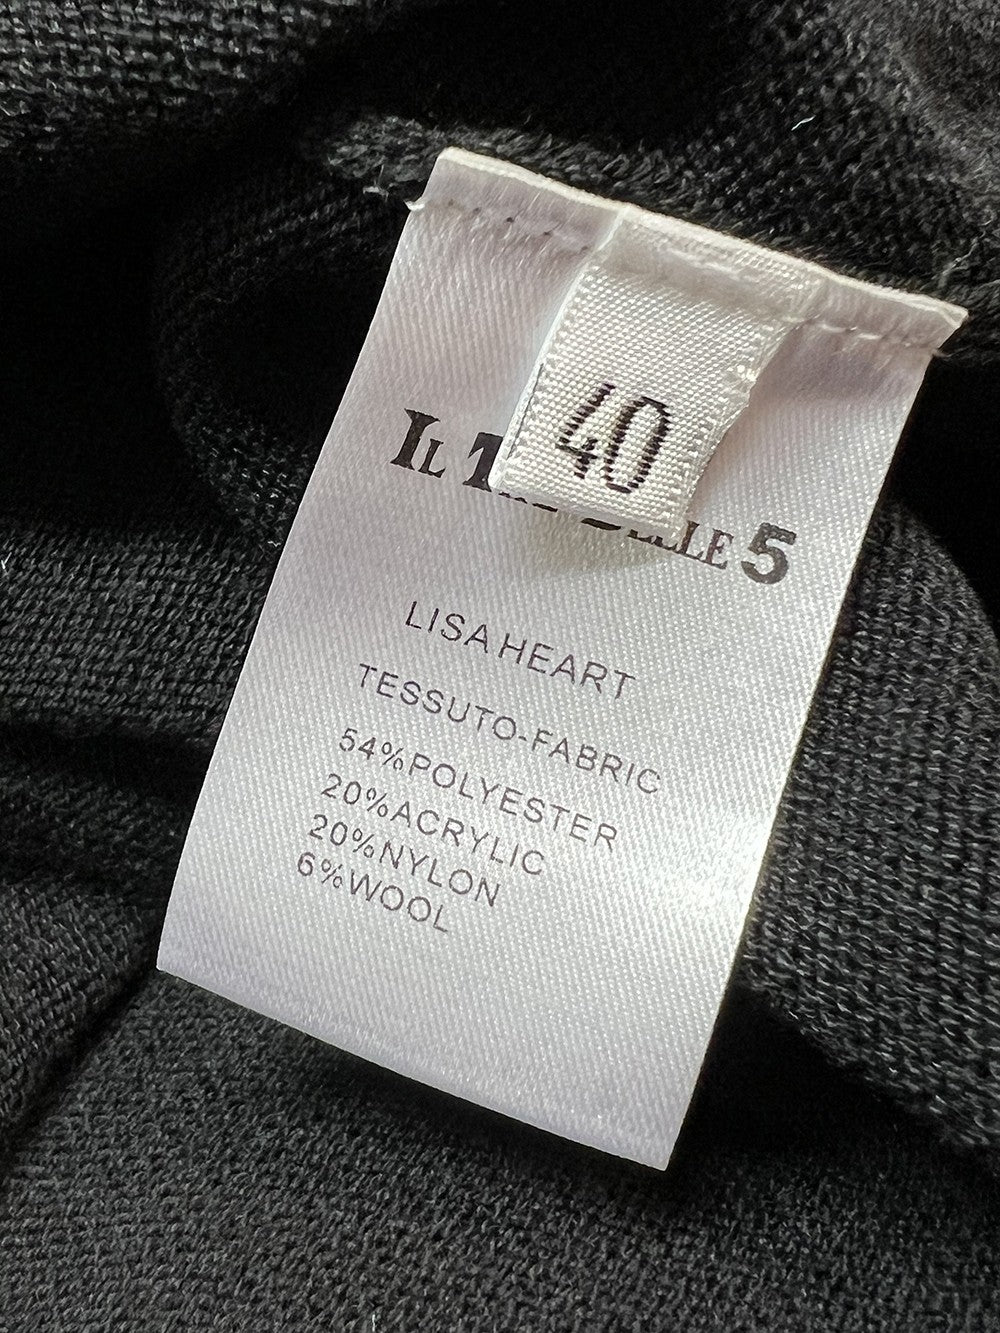 40
IL
5
LISA HEART
TESSUTO-FABRIC
54%POLYESTER
20%ACRYLIC
20%NYLON
6%WOOL